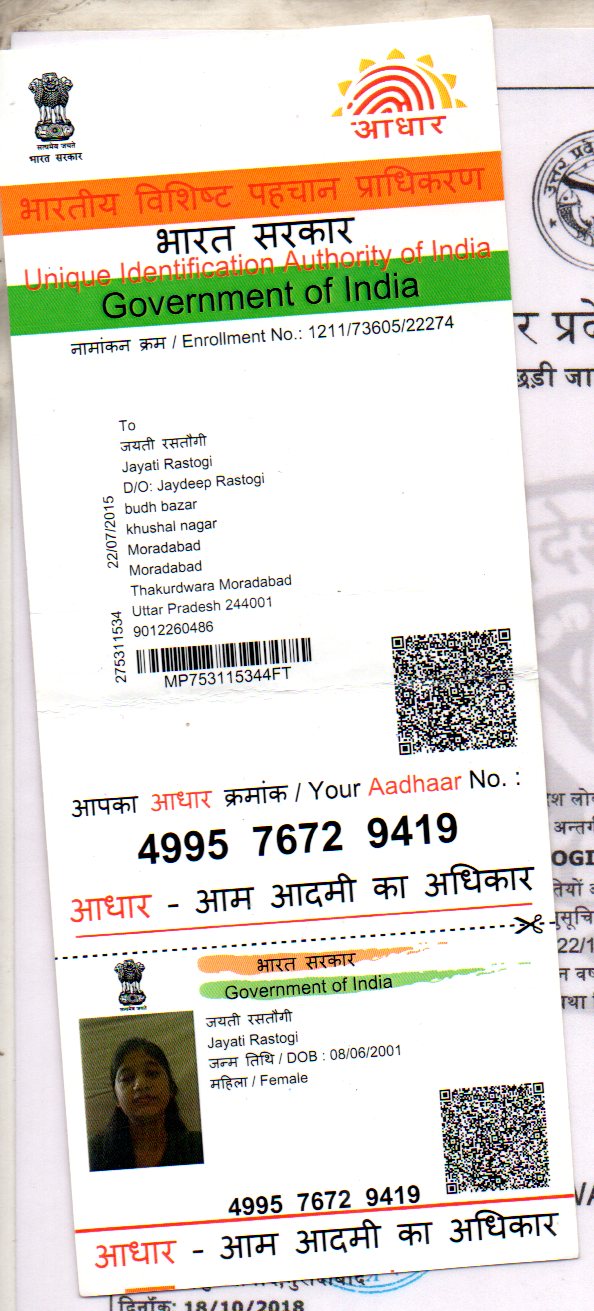 सत्यमेव जयते
भारत सरकार
आधार
भारतीय विशिष्ट पहचान प्राधिकरण
भारत सरकार
Unique Identification Authority of India
Government of India
नामांकन क्रम / Enrollment No.: 1211/73605/22274
To
जयती रसतौगी
Jayati Rastogi
D/O: Jaydeep Rastogi
budh bazar
khushal nagar
Moradabad
Moradabad
Thakurdwara Moradabad
Uttar Pradesh 244001
9012260486
22/07/2015
275311534
MP753115344FT
आपका आधार क्रमांक / Your Aadhaar No. :
4995 7672 9419
आधार - आम आदमी का अधिकार
भारत सरकार
Government of India
जयती रसतौगी
Jayati Rastogi
जन्म तिथि / DOB : 08/06/2001
महिला / Female
4995 7672 9419
आधार - आम आदमी का अधिकार
दिनाँक: 18/10/2018